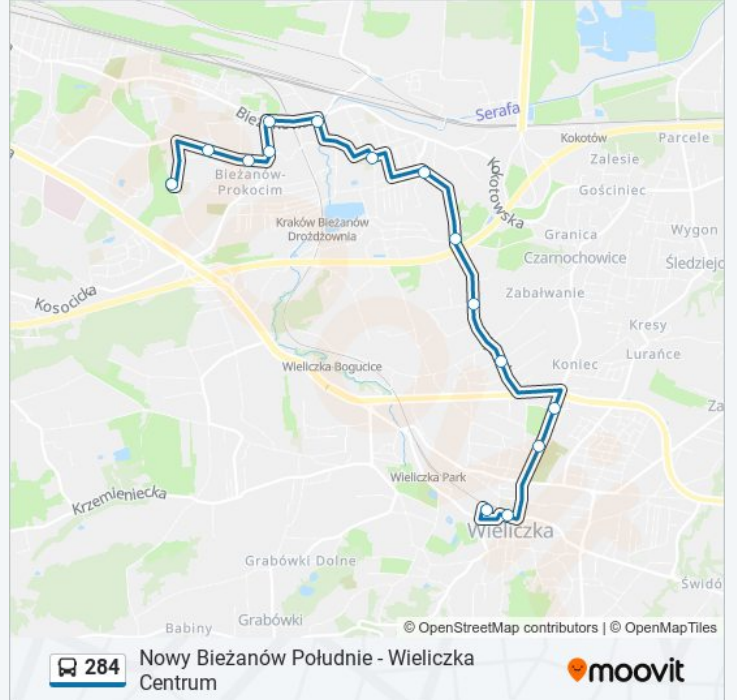 Serafa
Kokotów
Parcele
Zalesie
Kokotowska
Bieżanów-
Prokocim
Gościniec
Kraków Bieżanów
Drożdżownia
Granica
Wygon
Czarnochowice
Śledziejo
Kosocicka
Zabałwanie
Kresy
Lurańce
Wieliczka-Bogucice
Koniec
Za
Wieliczka Park
Krzemieniecka
Wieliczka
Grabówki Dolne
Świdó
Grabówki
Babiny
© OpenStreetMap contributors | © OpenMapTiles
284
Nowy Bieżanów Południe - Wieliczka
Centrum
moovit